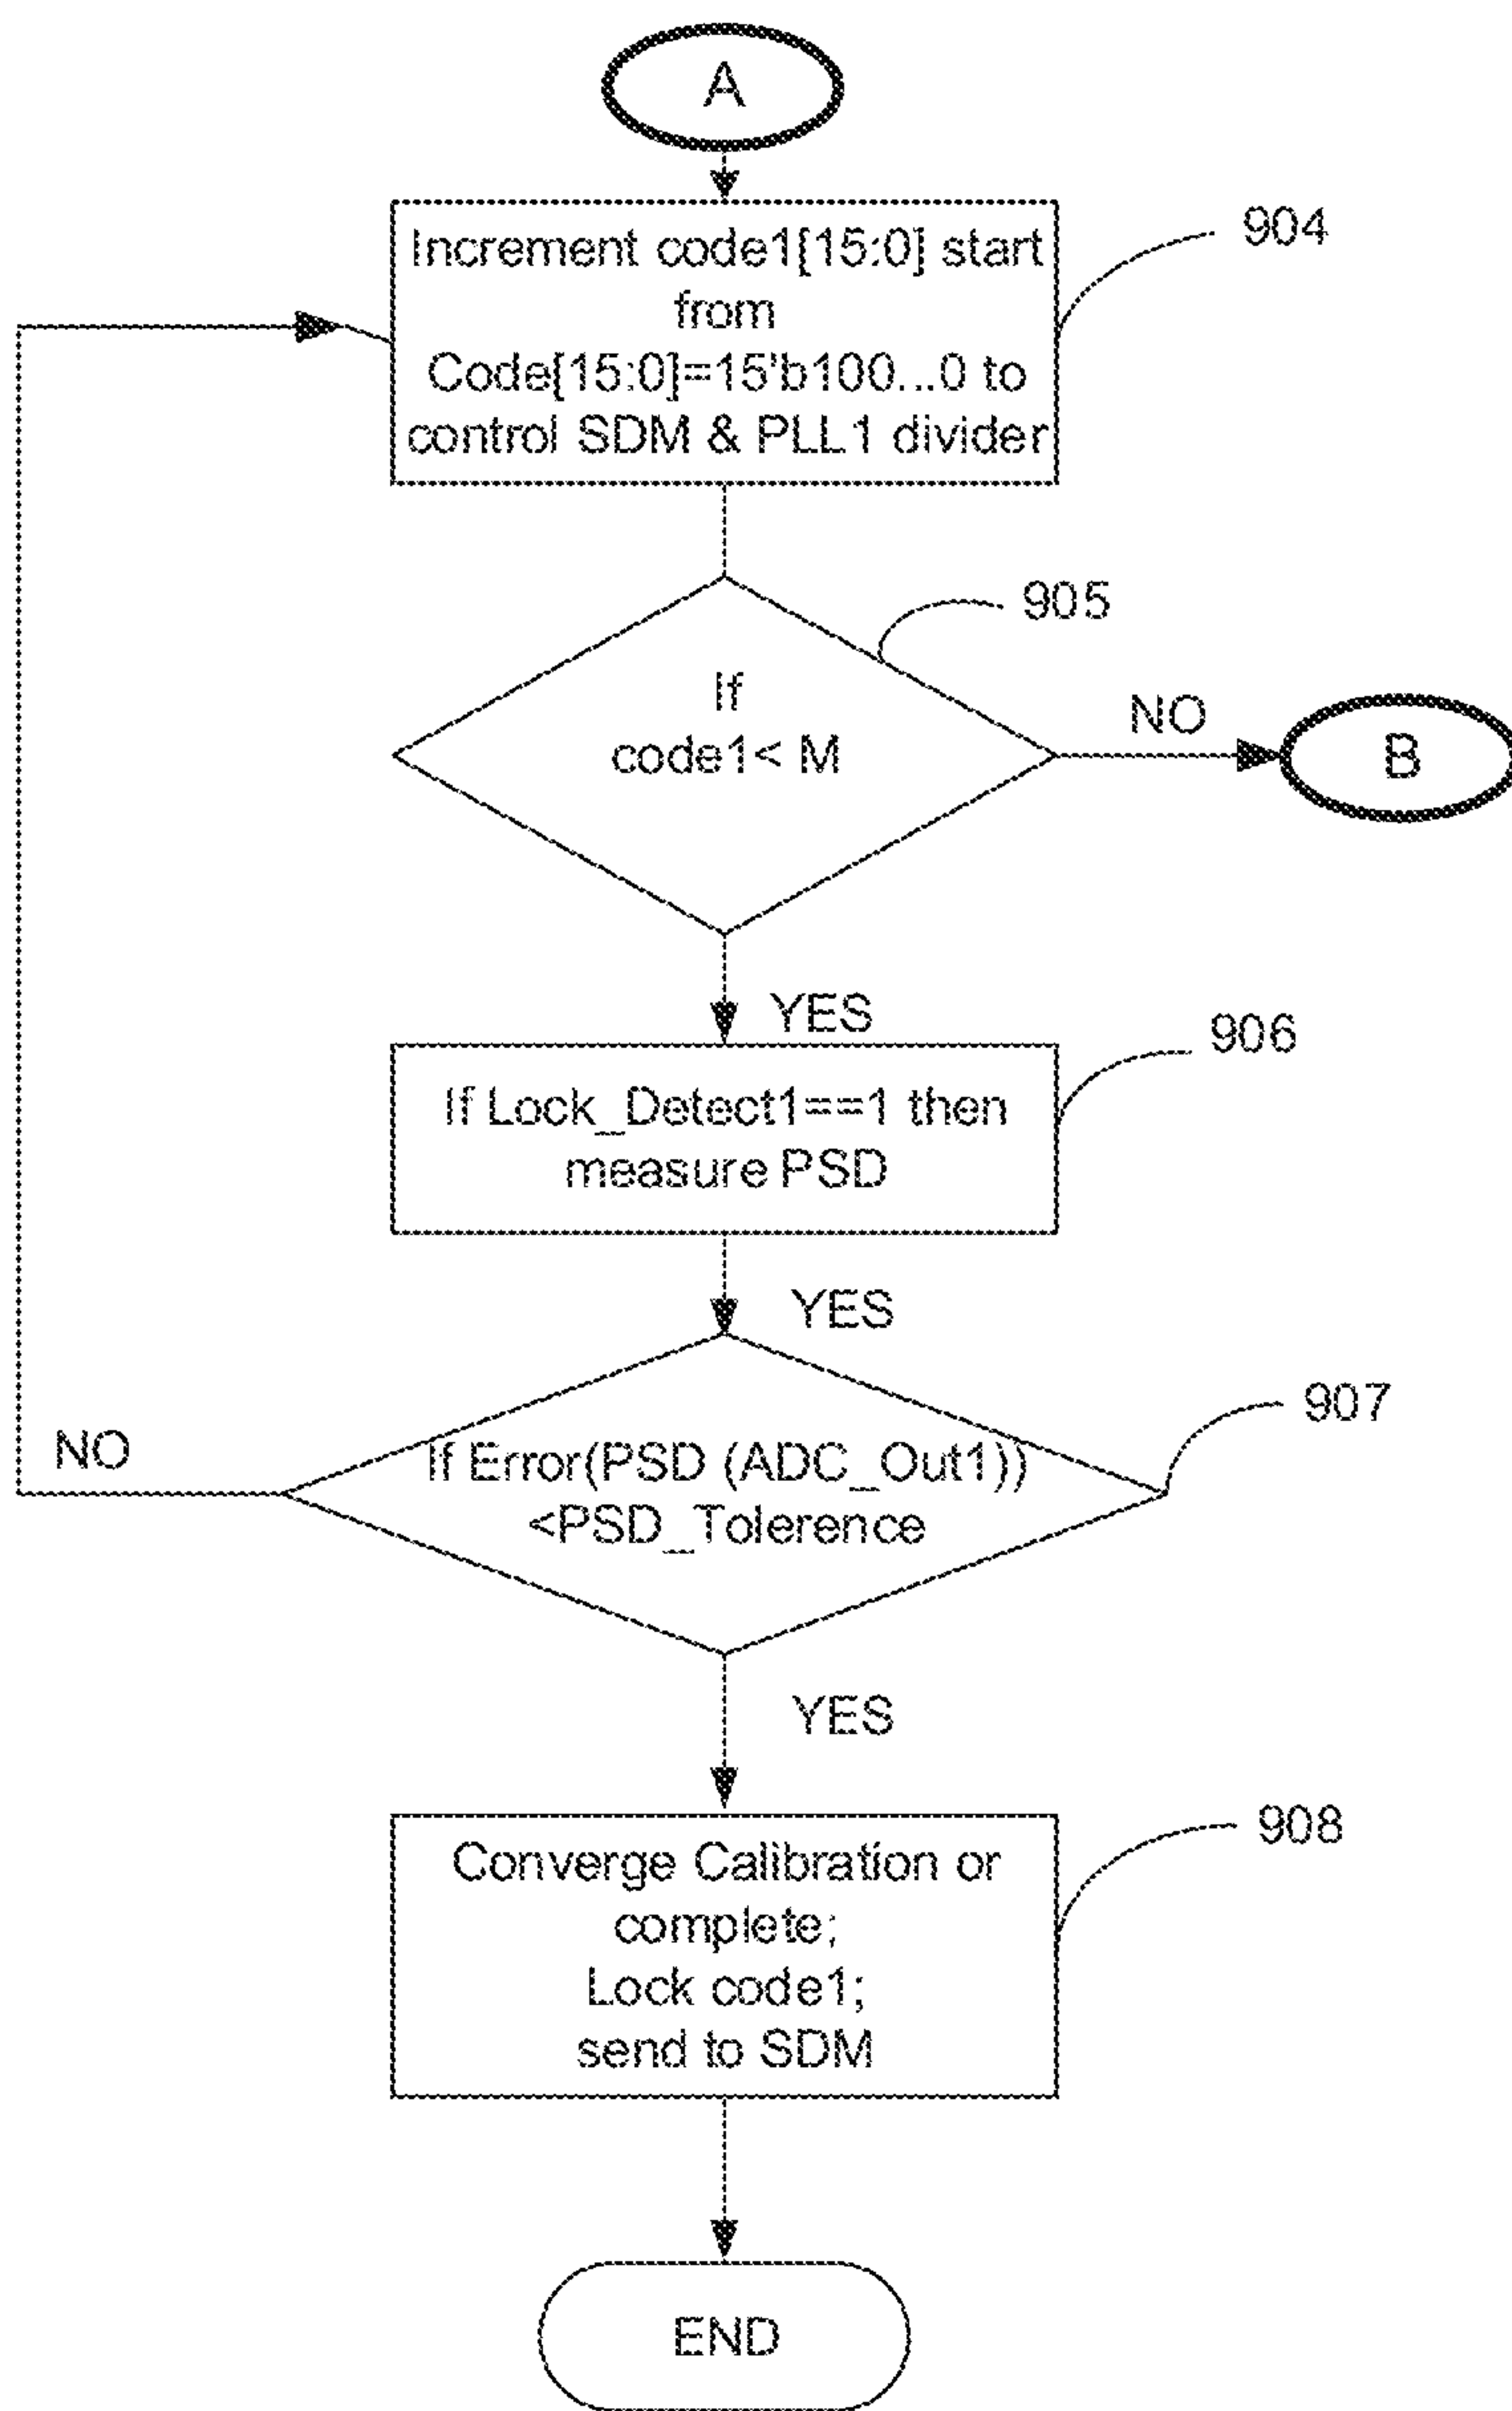 A
Increment code1[15:0] start
from
Code[15:0]=15'b100...0 to
control SDM & PLL1 divider
904
If
code1< M
905
NO
B
YES
If Lock_Detect1==1 then
measure PSD
906
YES
If Error(PSD (ADC_Out1))
<PSD_Tolerence
907
NO
YES
Converge Calibration or
complete;
Lock code1;
send to SDM
908
END